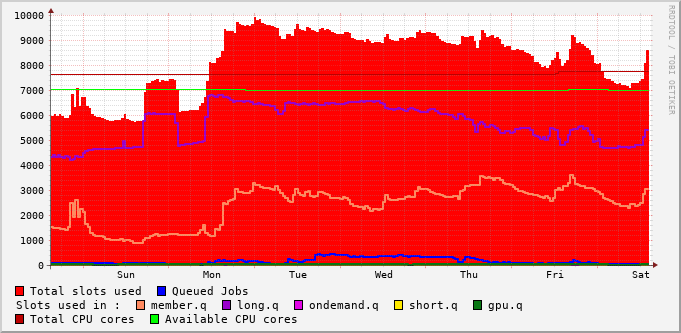 10000
9000
8000
7000
6000
5000
4000
3000
2000
1000
0
Sun Mon Tue Wed Thu Fri Sat
RRDTOOL / TOBI OETIKER
Total slots used Queued Jobs
Slots used in : member.q long.q ondemand.q short.q gpu.q
Total CPU cores Available CPU cores